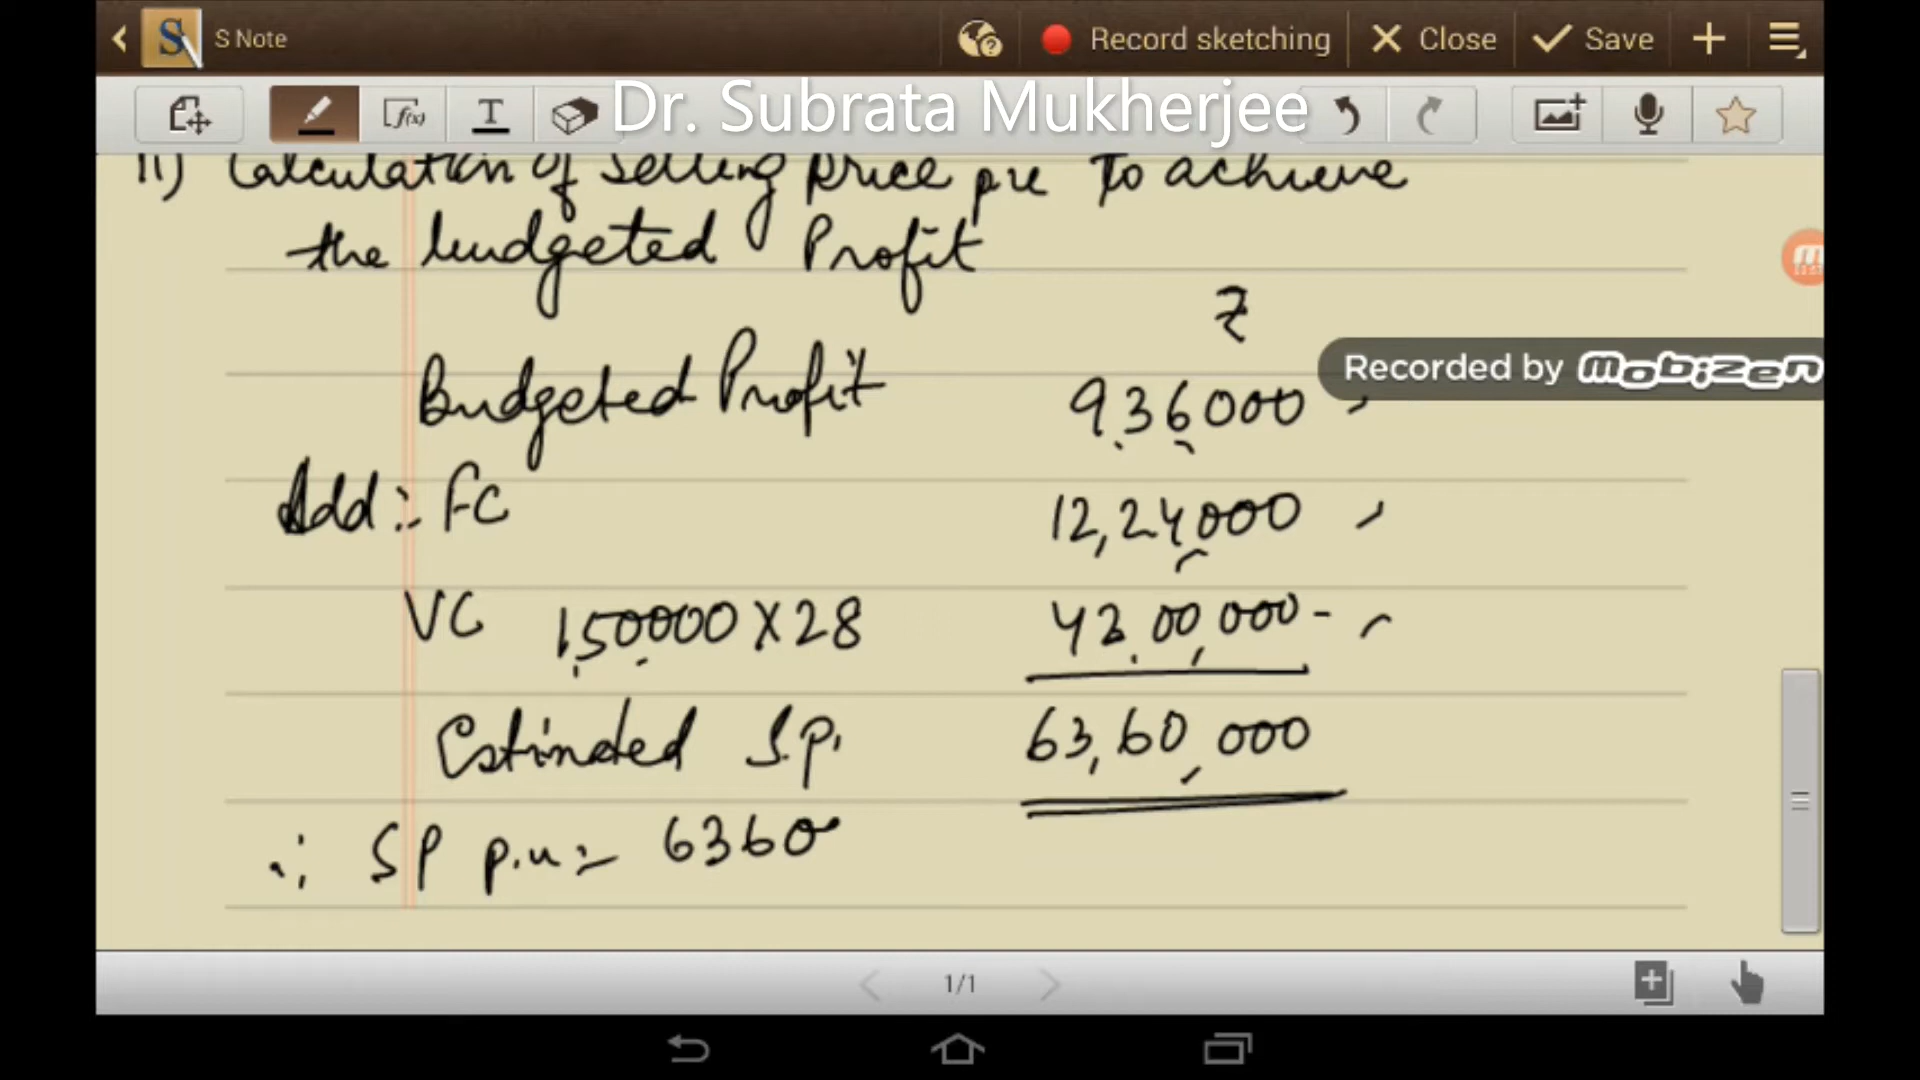 S Note
Record sketching
Close
Save
Dr. Subrata Mukherjee
II) Calculation of Selling price pu to achieve
the budgeted Profit
₹
Recorded by Mobizen
Budgeted Profit 9,36,000
Add:- FC 12,24,000
VC 1,50,000 X 28 42,00,000-
Estimated S.P. 63,60,000
∴ SP p.u:- 6360
1/1